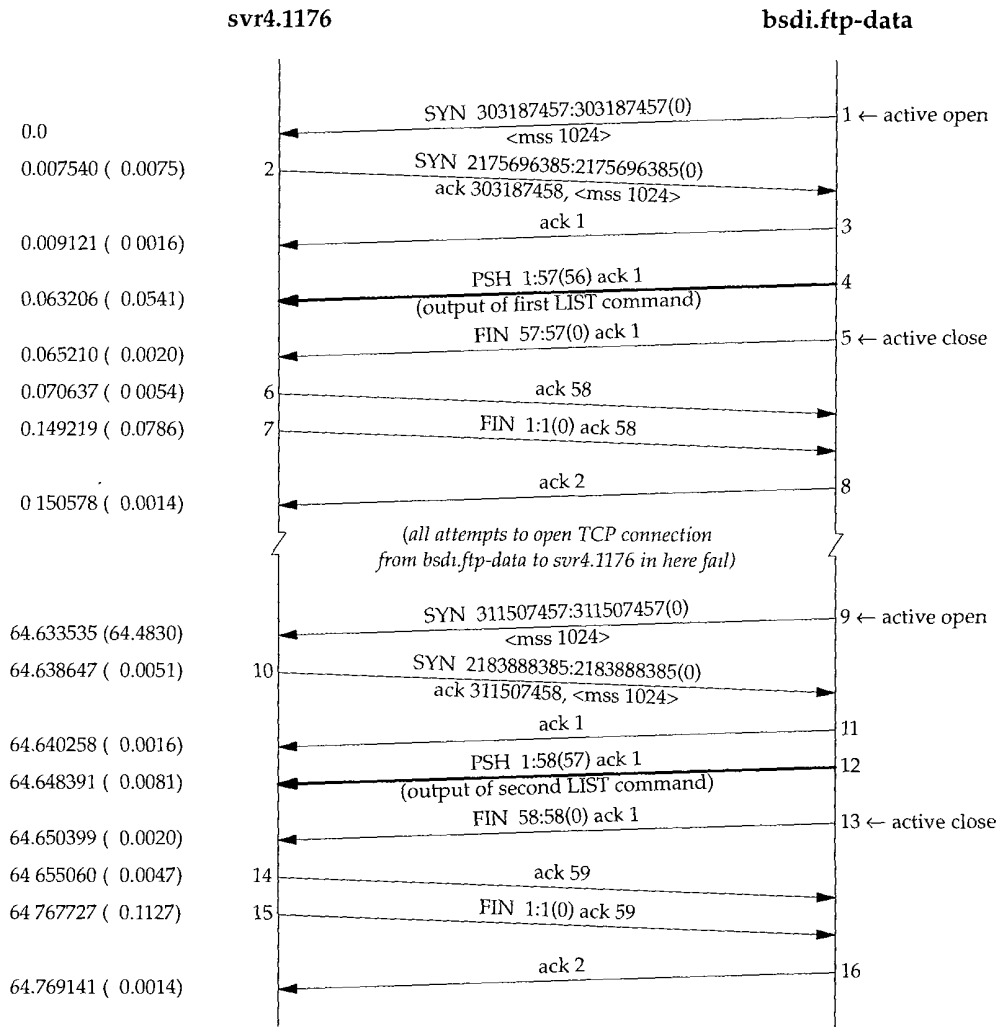 svr4.1176 bsdi.ftp-data
SYN 303187457:303187457(0) 1 ← active open
0.0 <mss 1024>
0.007540 ( 0.0075) 2 SYN 2175696385:2175696385(0)
ack 303187458, <mss 1024>
ack 1 3
0.009121 ( 0 0016)
PSH 1:57(56) ack 1 4
0.063206 (0.0541) (output of first LIST command)
FIN 57:57(0) ack 1 5 ← active close
0.065210 ( 0.0020)
0.070637 ( 0 0054) 6 ack 58
0.149219 ( 0.0786) 7 FIN 1:1(0) ack 58
ack 2 8
0 150578 ( 0.0014)
(all attempts to open TCP connection
from bsdi.ftp-data to svr4.1176 in here fail)
SYN 311507457:311507457(0) 9 ← active open
64.633535 (64.4830) <mss 1024>
64.638647 ( 0.0051) 10 SYN 2183888385:2183888385(0)
ack 311507458, <mss 1024>
ack 1 11
64.640258 ( 0.0016)
PSH 1:58(57) ack 1 12
64.648391 ( 0.0081) (output of second LIST command)
FIN 58:58(0) ack 1 13 ← active close
64.650399 ( 0.0020)
64 655060 ( 0.0047) 14 ack 59
64 767727 ( 0.1127) 15 FIN 1:1(0) ack 59
ack 2 16
64.769141 ( 0.0014)